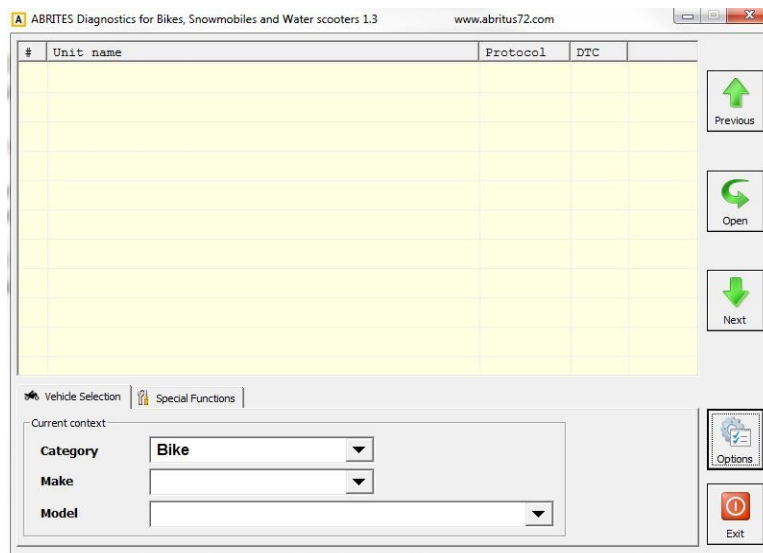 A ABRITES Diagnostics for Bikes, Snowmobiles and Water scooters 1.3 www.abritus72.com
# Unit name Protocol DTC
Previous
Open
Next
Vehicle Selection Special Functions
Current context
Category Bike
Options
Make
Model
Exit